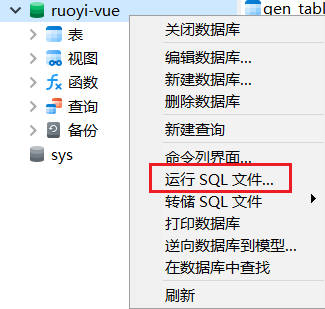 ruoyi-vue
gen_tabl
表
视图
函数
查询
备份
sys
关闭数据库
编辑数据库...
新建数据库...
删除数据库
新建查询
命令列界面...
运行 SQL 文件...
转储 SQL 文件
打印数据库
逆向数据库到模型...
在数据库中查找
刷新